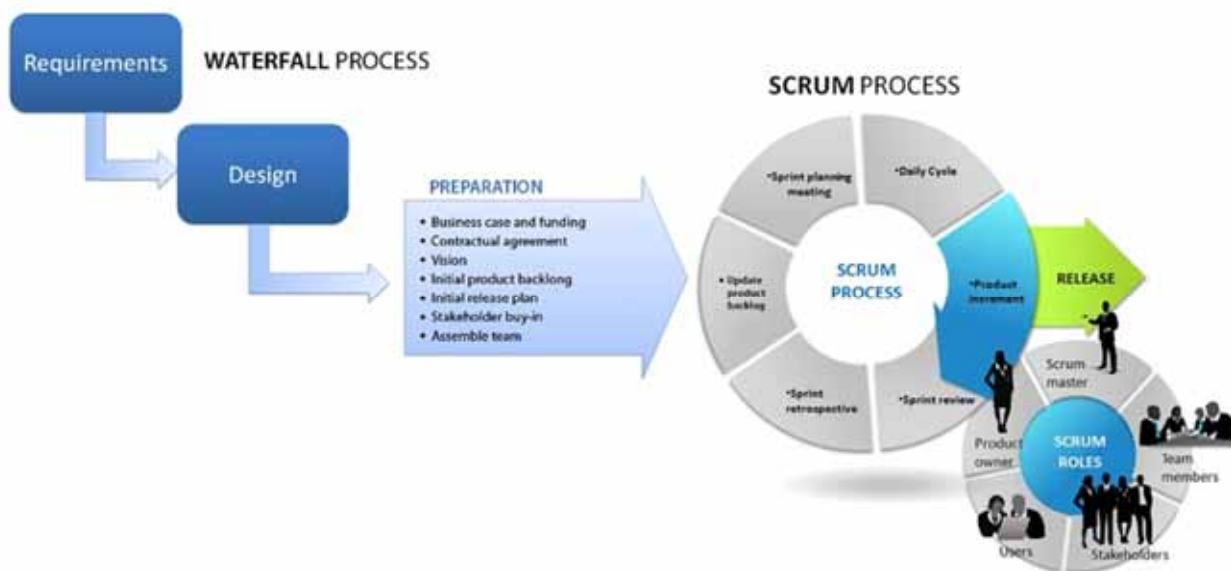 Requirements
WATERFALL PROCESS
Design
PREPARATION
• Business case and funding
• Contractual agreement
• Vision
• Initial product backlong
• Initial release plan
• Stakeholder buy-in
• Assemble team
SCRUM PROCESS
•Sprint planning
meeting
•Daily Cycle
• Update
product
backlog
SCRUM
PROCESS
•Product
increment
RELEASE
•Sprint
retrospective
•Sprint review
Scrum
master
Product
owner
SCRUM
ROLES
Team
members
Users
Stakeholders